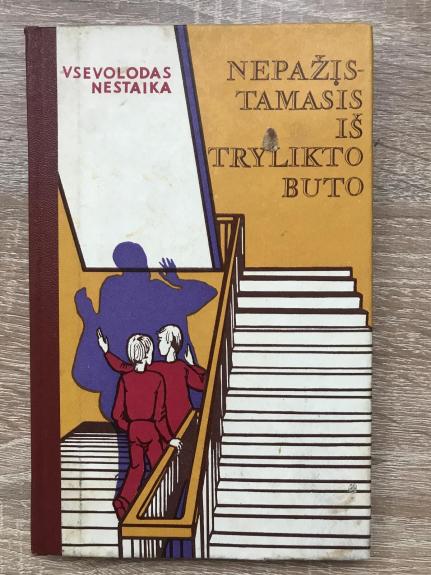 VSEVOLODAS
NESTAIKA
NEPAŽĮS-
TAMASIS
IŠ
TRYLIKTO
BUTO